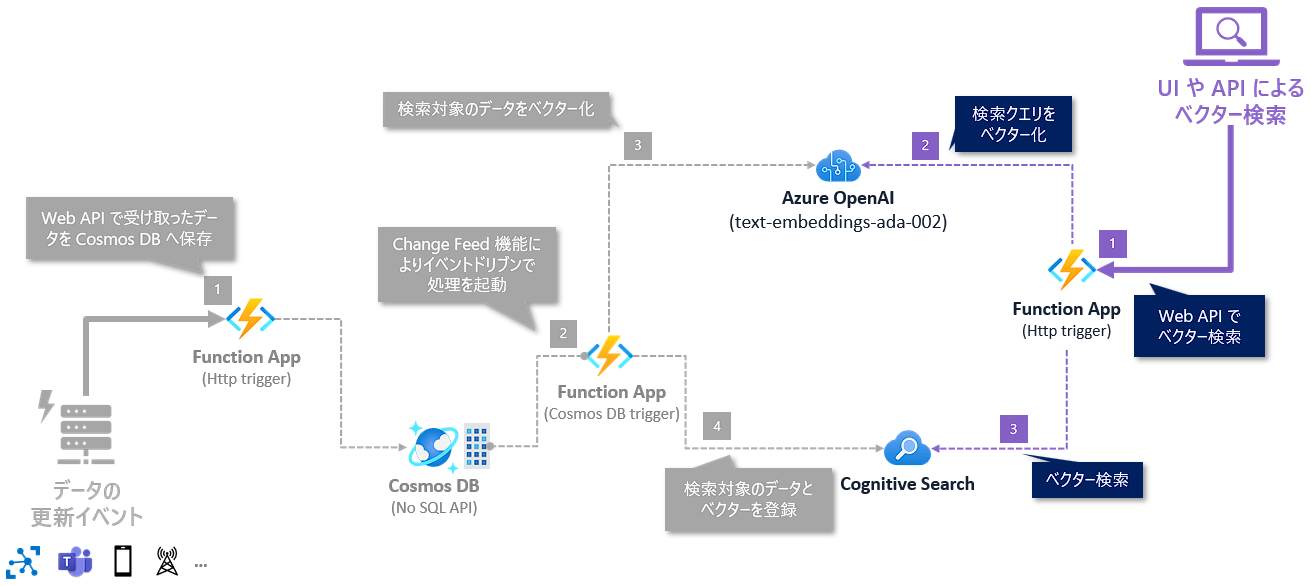 UI や API による
ベクター検索
検索対象のデータをベクター化
3
2
検索クエリを
ベクター化
Azure OpenAI
(text-embeddings-ada-002)
Web API で受け取ったデー
タを Cosmos DB へ保存
1
Function App
(Http trigger)
Change Feed 機能に
よりイベントドリブンで
処理を起動
2
Function App
(Cosmos DB trigger)
1
Function App
(Http trigger)
Web API で
ベクター検索
データの
更新イベント
...
Cosmos DB
(No SQL API)
4
検索対象のデータと
ベクターを登録
Cognitive Search
3
ベクター検索
T